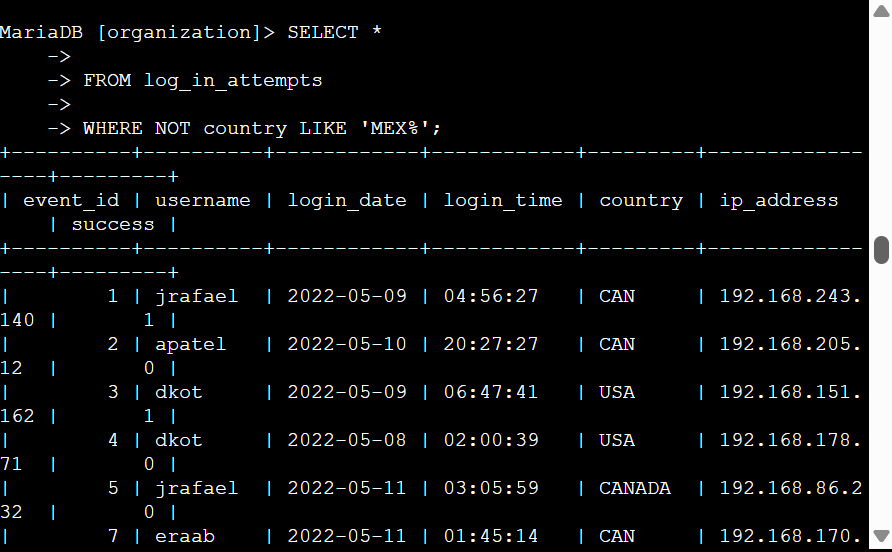 MariaDB [organization]> SELECT *
    ->
    -> FROM log_in_attempts
    ->
    -> WHERE NOT country LIKE 'MEX%';
+----------+----------+------------+------------+---------+-------------
----+---------+
| event_id | username | login_date | login_time | country | ip_address
    | success |
+----------+----------+------------+------------+---------+-------------
----+---------+
|        1 | jrafael  | 2022-05-09 | 04:56:27   | CAN     | 192.168.243.
140 |       1 |
|        2 | apatel   | 2022-05-10 | 20:27:27   | CAN     | 192.168.205.
12  |       0 |
|        3 | dkot     | 2022-05-09 | 06:47:41   | USA     | 192.168.151.
162 |       1 |
|        4 | dkot     | 2022-05-08 | 02:00:39   | USA     | 192.168.178.
71  |       0 |
|        5 | jrafael  | 2022-05-11 | 03:05:59   | CANADA  | 192.168.86.2
32  |       0 |
|        7 | eraab    | 2022-05-11 | 01:45:14   | CAN     | 192.168.170.